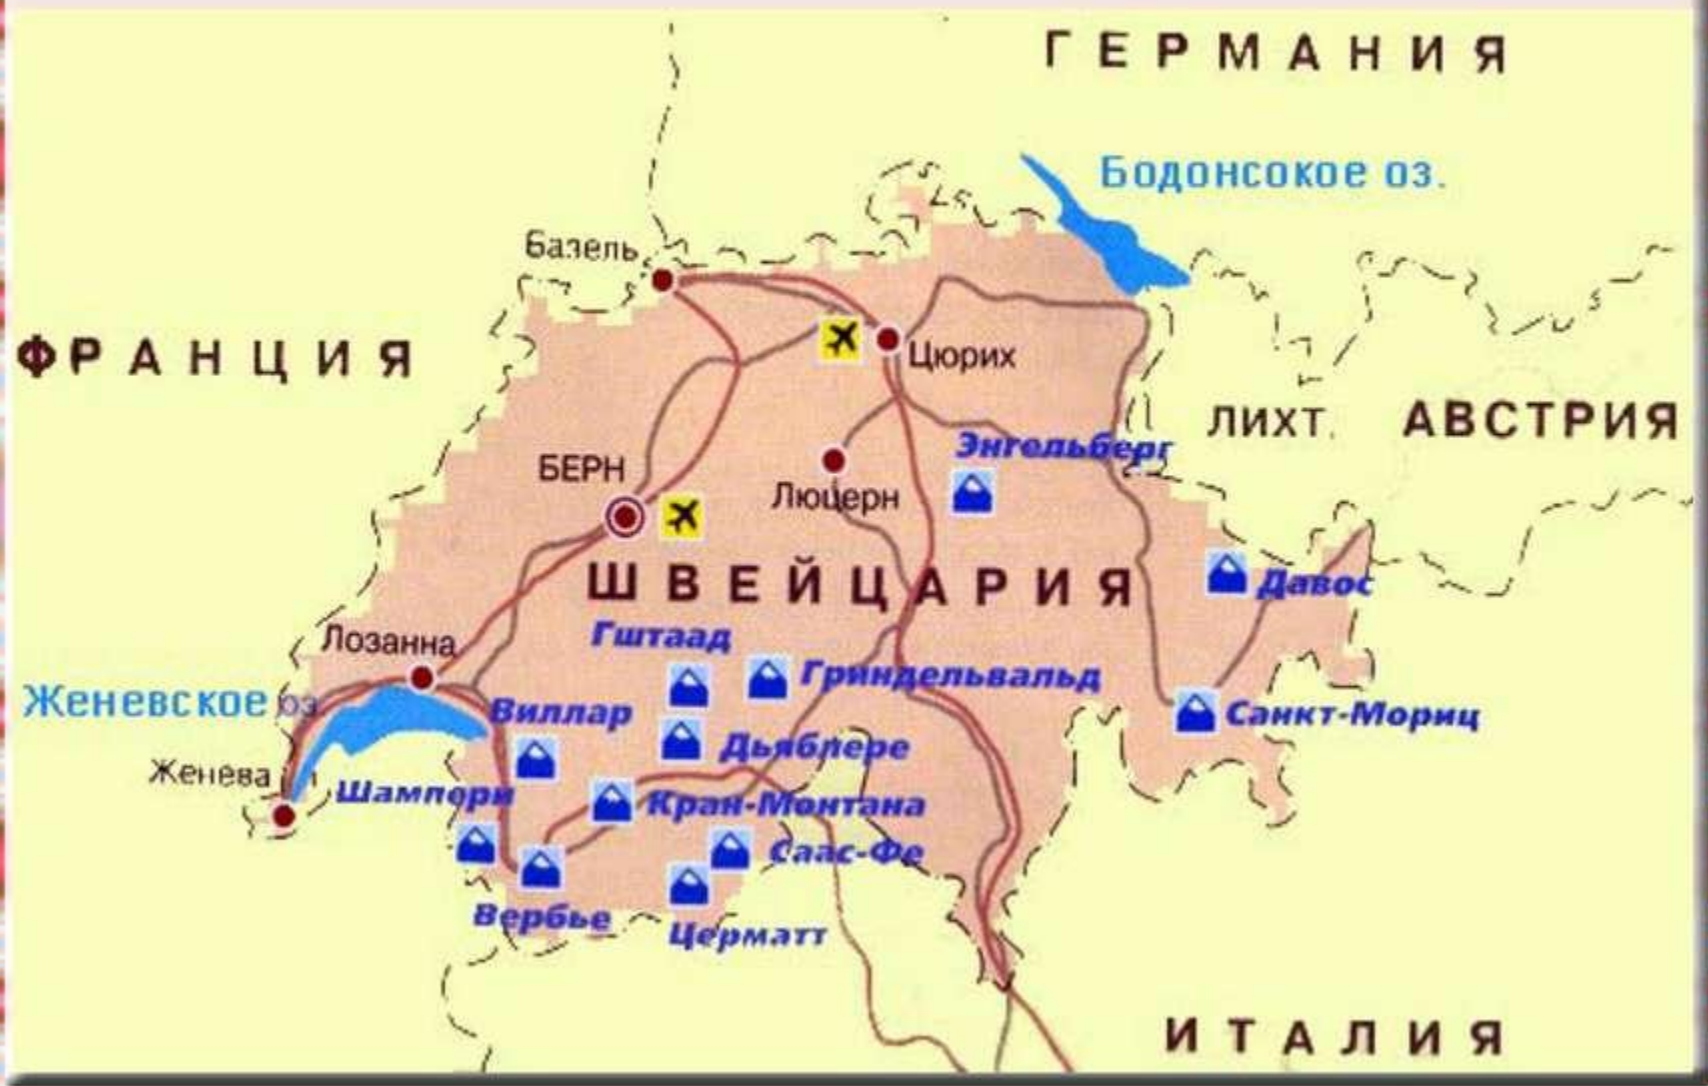 ГЕРМАНИЯ
Бодонсокое оз.
Базель
ФРАНЦИЯ
Цюрих
ЛИХТ.
АВСТРИЯ
Энгельберг
БЕРН
Люцерн
ШВЕЙЦАРИЯ
Давос
Гштаад
Лозанна
Гриндельвальд
Женевское оз
Виллар
Санкт-Мориц
Дьяблере
Женева
Шампери
Кран-Монтана
Саас-Фе
Вербье
Церматт
ИТАЛИЯ